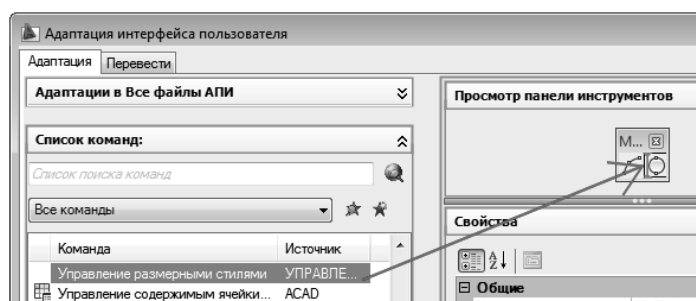 Адаптация интерфейса пользователя
Адаптация Перевести
Адаптации в Все файлы АПИ
Список команд:
Список поиска команд
Все команды
Команда Источник
Управление размерными стилями УПРАВЛЕ...
Управление содержимым ячейки... ACAD
Просмотр панели инструментов
М...
Свойства
Общие